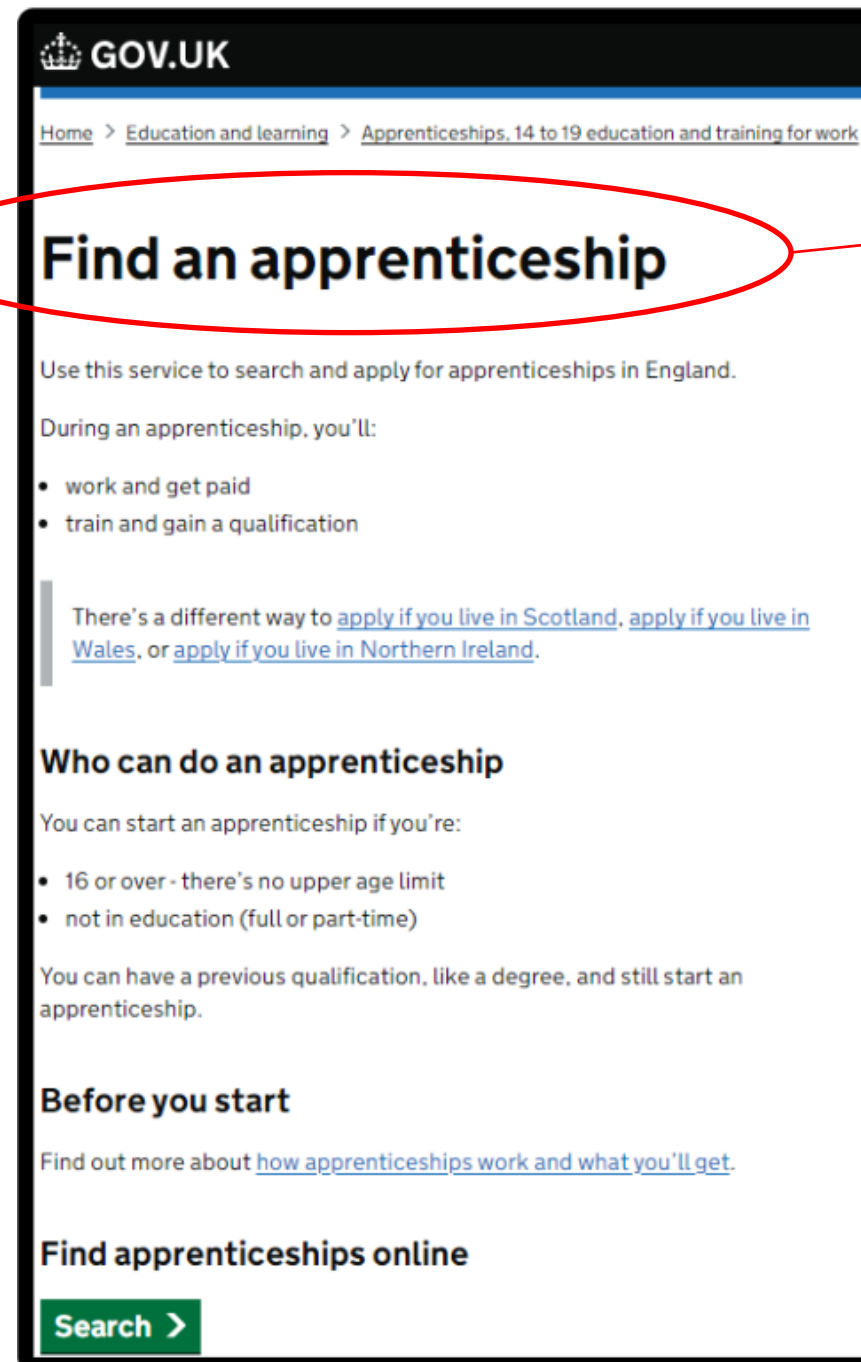 GOV.UK
Home > Education and learning > Apprenticeships, 14 to 19 education and training for work
Find an apprenticeship
Use this service to search and apply for apprenticeships in England.
During an apprenticeship, you'll:
• work and get paid
• train and gain a qualification
There's a different way to apply if you live in Scotland, apply if you live in
Wales, or apply if you live in Northern Ireland.
Who can do an apprenticeship
You can start an apprenticeship if you're:
• 16 or over - there's no upper age limit
• not in education (full or part-time)
You can have a previous qualification, like a degree, and still start an
apprenticeship.
Before you start
Find out more about how apprenticeships work and what you'll get.
Find apprenticeships online
Search >